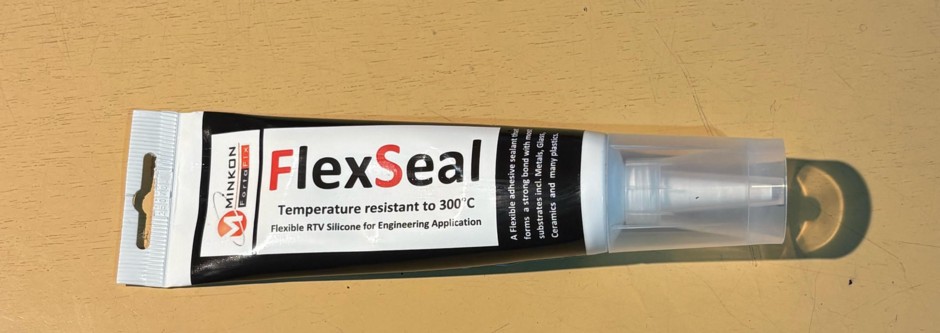 MINKON
FortaFix
FlexSeal
Temperature resistant to 300°C
Flexible RTV Silicone for Engineering Application
A Flexible adhesive sealant that
forms a strong bond with most
substrates incl. Metals, Glass,
Ceramics and many plastics.